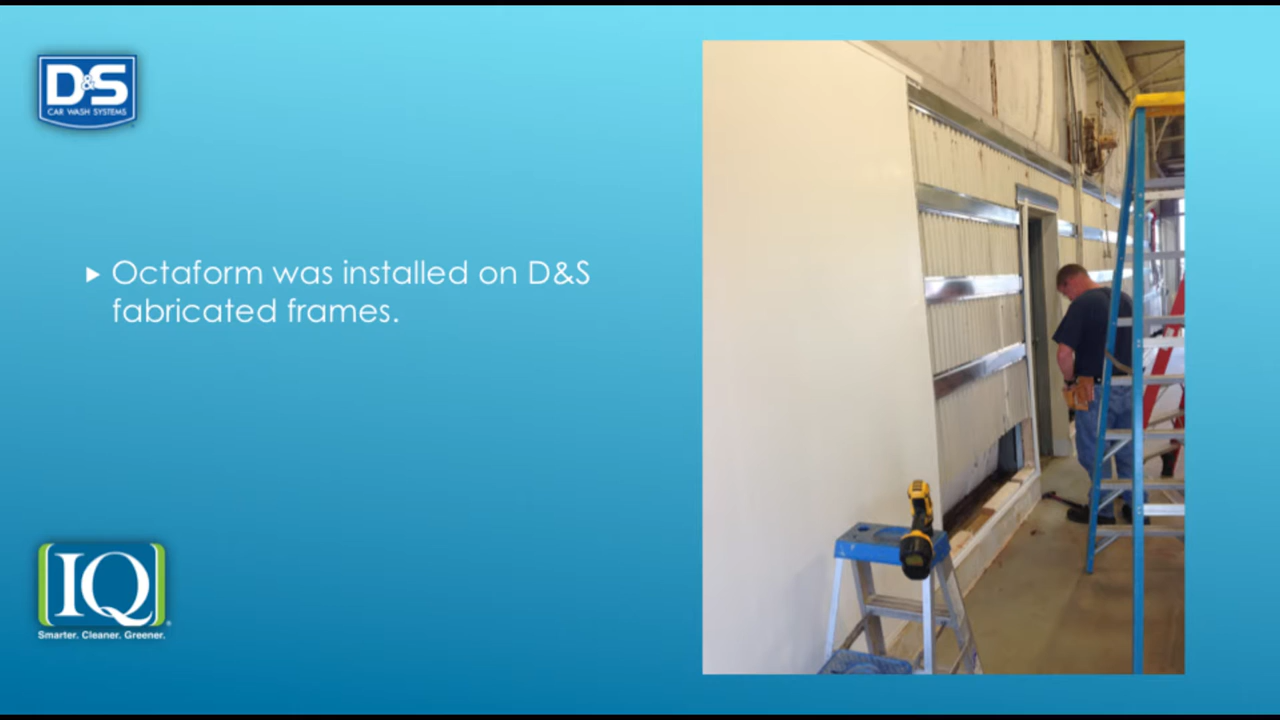 D&S
CAR WASH SYSTEMS
Octaform was installed on D&S
fabricated frames.
IQ
Smarter. Cleaner. Greener.